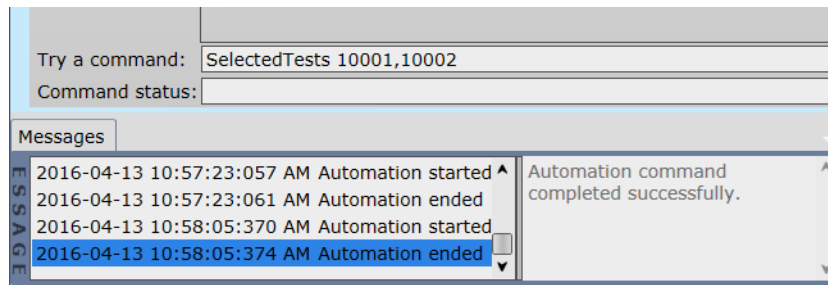 Try a command: SelectedTests 10001,10002
Command status:
Messages
ESSAGE
2016-04-13 10:57:23:057 AM Automation started
2016-04-13 10:57:23:061 AM Automation ended
2016-04-13 10:58:05:370 AM Automation started
2016-04-13 10:58:05:374 AM Automation ended
Automation command
completed successfully.